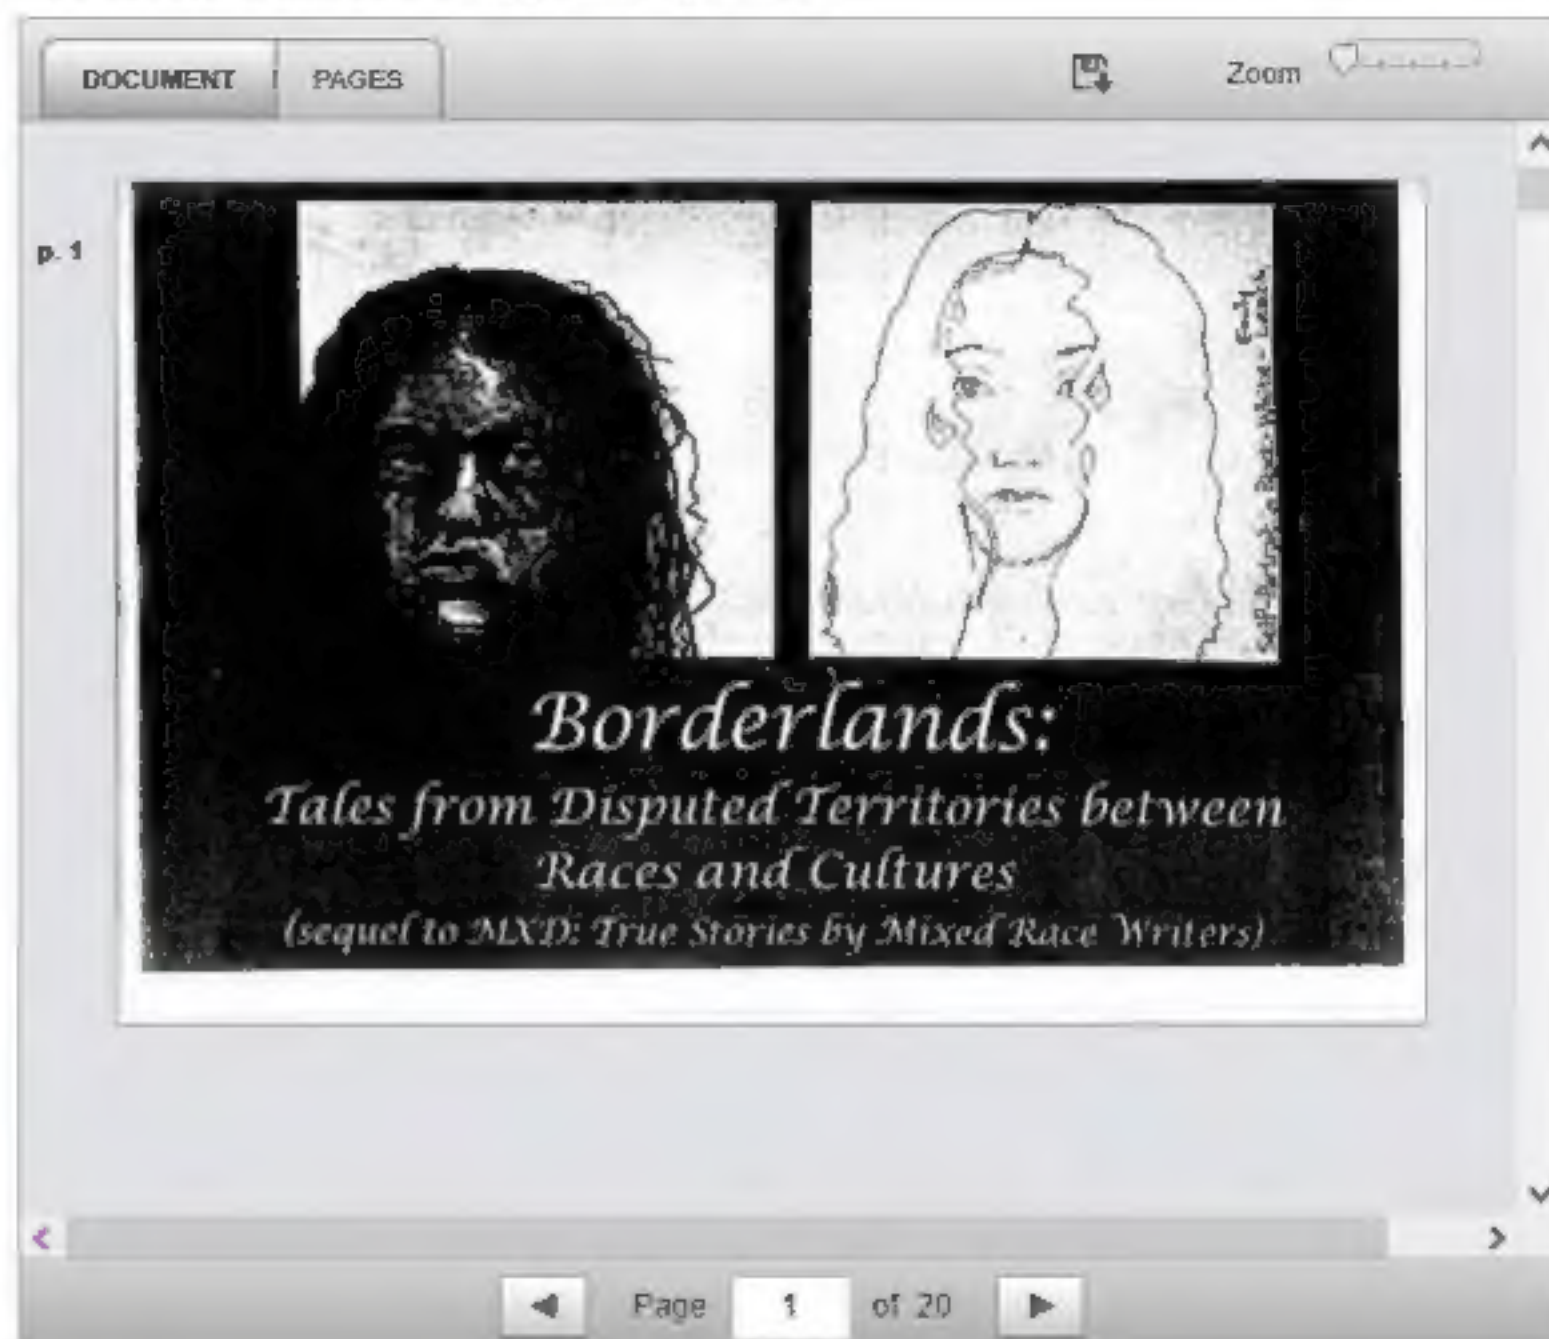 DOCUMENT
PAGES
Zoom
p. 1
Emily
Borderlands:
Tales from Disputed Territories between
Races and Cultures
(sequel to MXD: True Stories by Mixed Race Writers)
Page 1 of 20